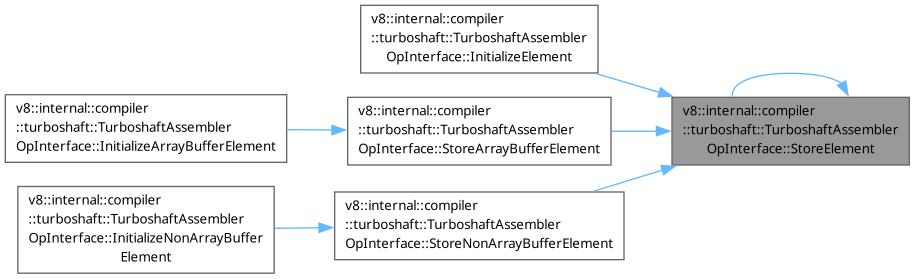 v8::internal::compiler
::turboshaft::TurboshaftAssembler
OpInterface::InitializeElement
v8::internal::compiler
::turboshaft::TurboshaftAssembler
OpInterface::InitializeArrayBufferElement
v8::internal::compiler
::turboshaft::TurboshaftAssembler
OpInterface::StoreArrayBufferElement
v8::internal::compiler
::turboshaft::TurboshaftAssembler
OpInterface::StoreElement
v8::internal::compiler
::turboshaft::TurboshaftAssembler
OpInterface::InitializeNonArrayBuffer
Element
v8::internal::compiler
::turboshaft::TurboshaftAssembler
OpInterface::StoreNonArrayBufferElement